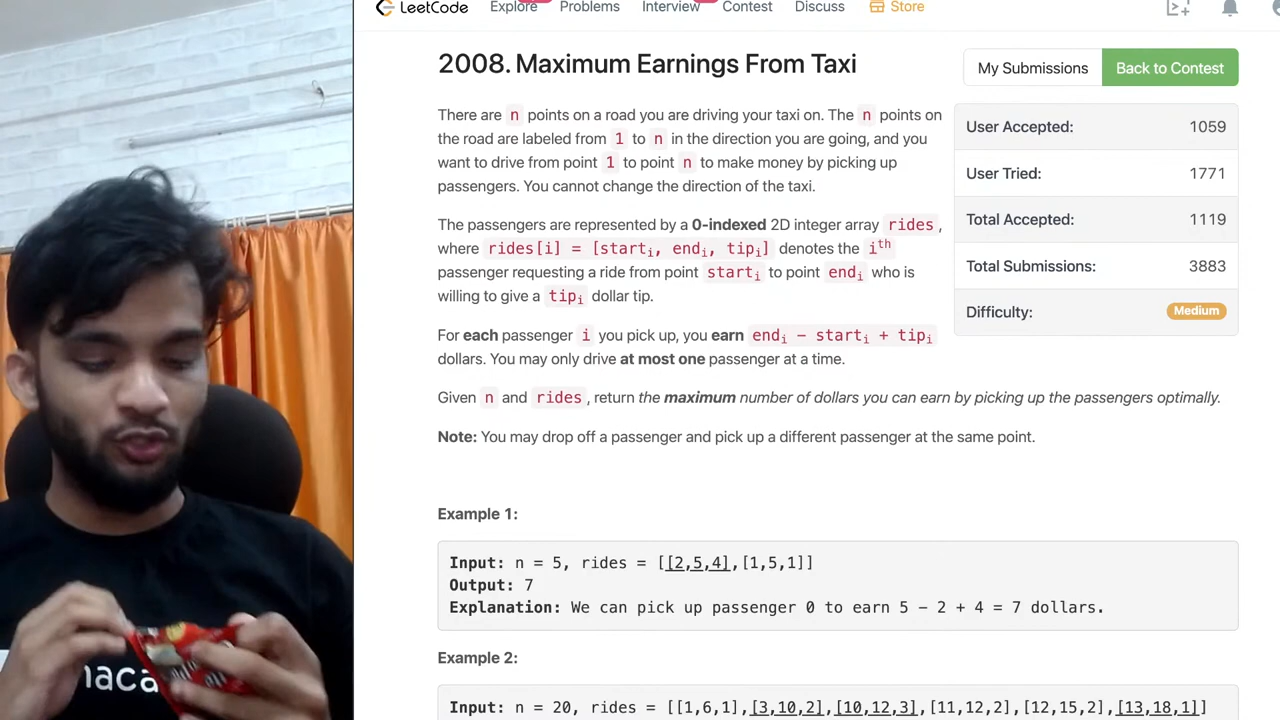 LeetCode Explore Problems Interview Contest Discuss Store
2008. Maximum Earnings From Taxi
My Submissions Back to Contest
There are n points on a road you are driving your taxi on. The n points on
the road are labeled from 1 to n in the direction you are going, and you
want to drive from point 1 to point n to make money by picking up
passengers. You cannot change the direction of the taxi.
The passengers are represented by a 0-indexed 2D integer array rides,
where rides[i] = [starti, endi, tipi] denotes the ith
passenger requesting a ride from point starti to point endi who is
willing to give a tipi dollar tip.
For each passenger i you pick up, you earn endi - starti + tipi
dollars. You may only drive at most one passenger at a time.
User Accepted: 1059
User Tried: 1771
Total Accepted: 1119
Total Submissions: 3883
Difficulty: Medium
Given n and rides, return the maximum number of dollars you can earn by picking up the passengers optimally.
Note: You may drop off a passenger and pick up a different passenger at the same point.
Example 1:
Input: n = 5, rides = [[2,5,4],[1,5,1]]
Output: 7
Explanation: We can pick up passenger 0 to earn 5 - 2 + 4 = 7 dollars.
Example 2:
Input: n = 20, rides = [[1,6,1],[3,10,2],[10,12,3],[11,12,2],[12,15,2],[13,18,1]]